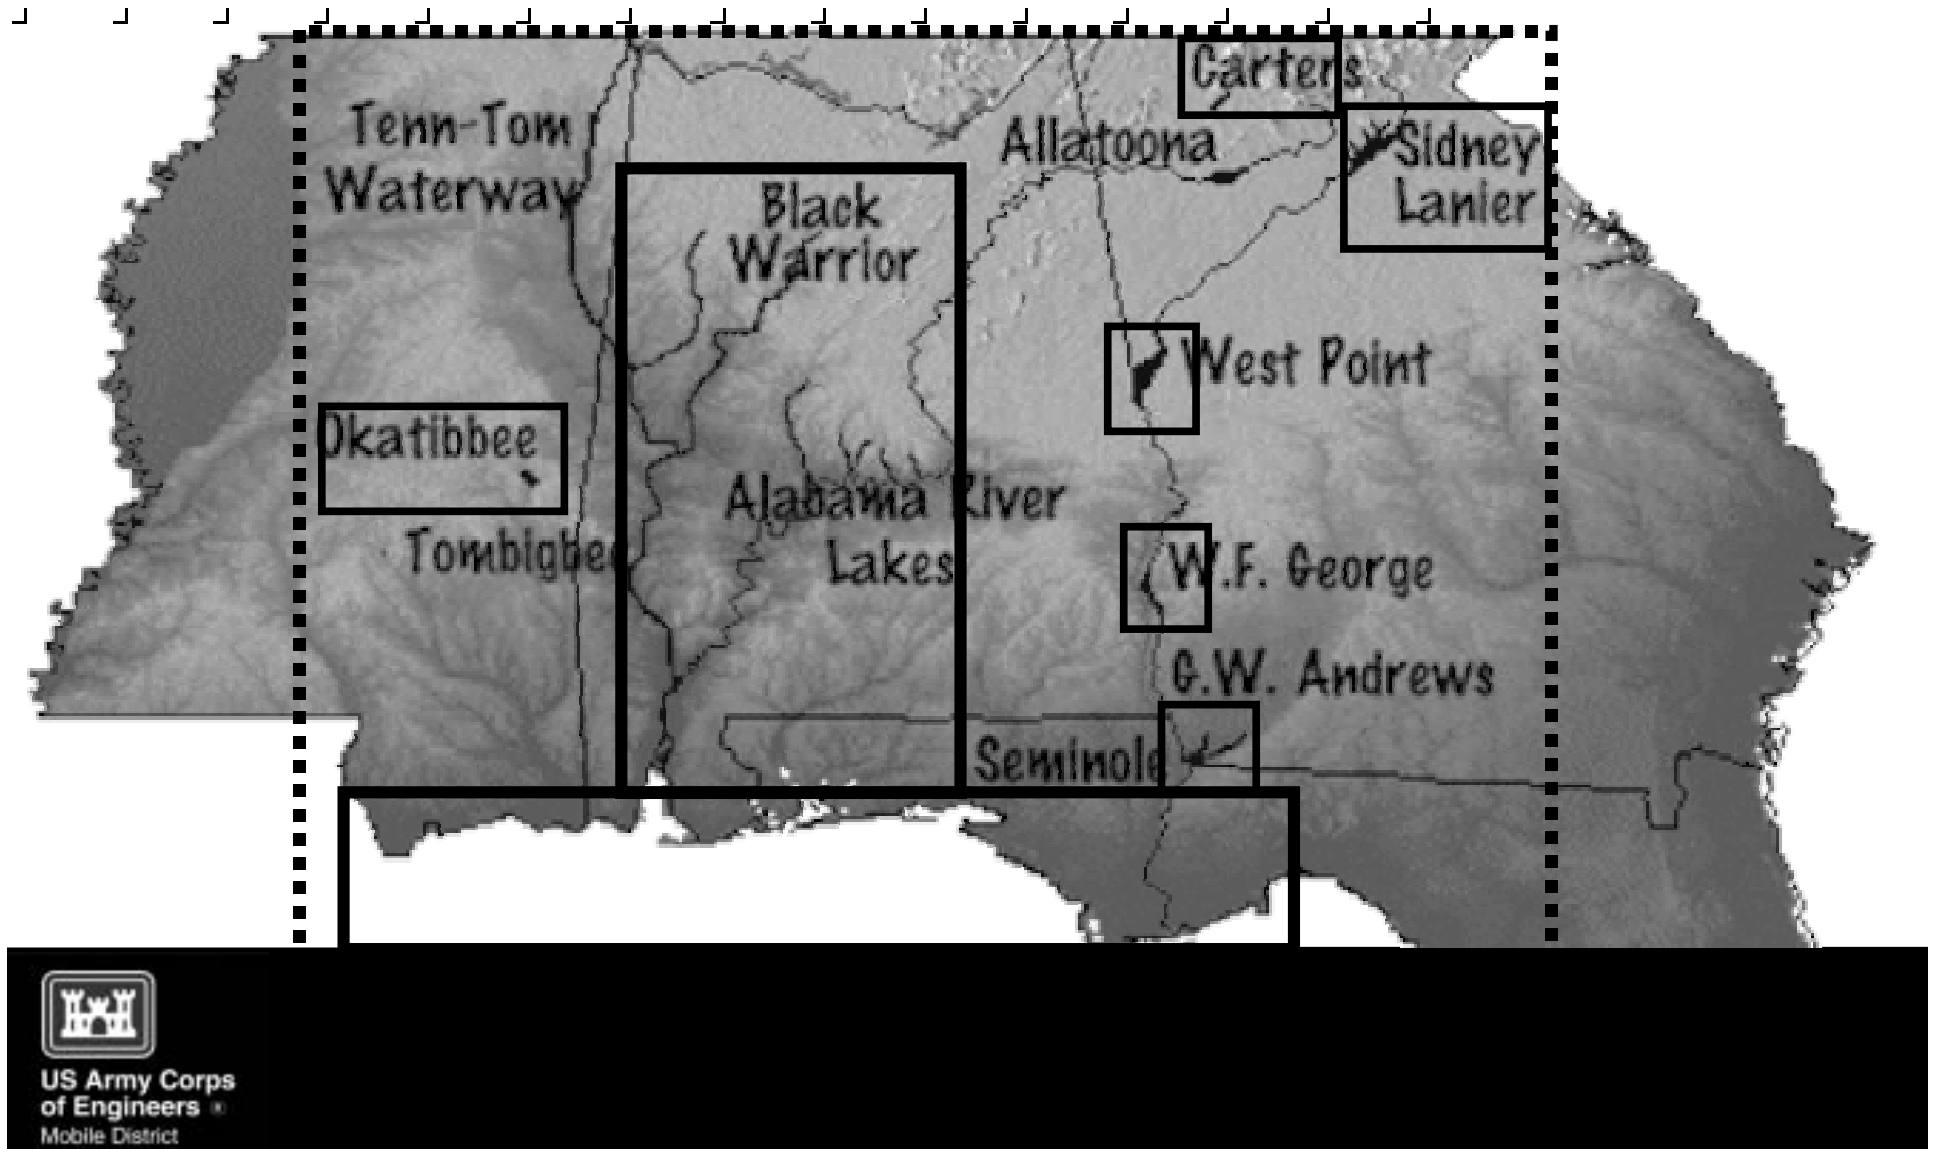 Carters
Tenn-Tom
Waterway
Allatoona
Sidney
Lanier
Black
Warrior
West Point
Okatibbee
Alabama River
Lakes
Tombigbee
W.F. George
G.W. Andrews
Seminole
US Army Corps
of Engineers ®
Mobile District